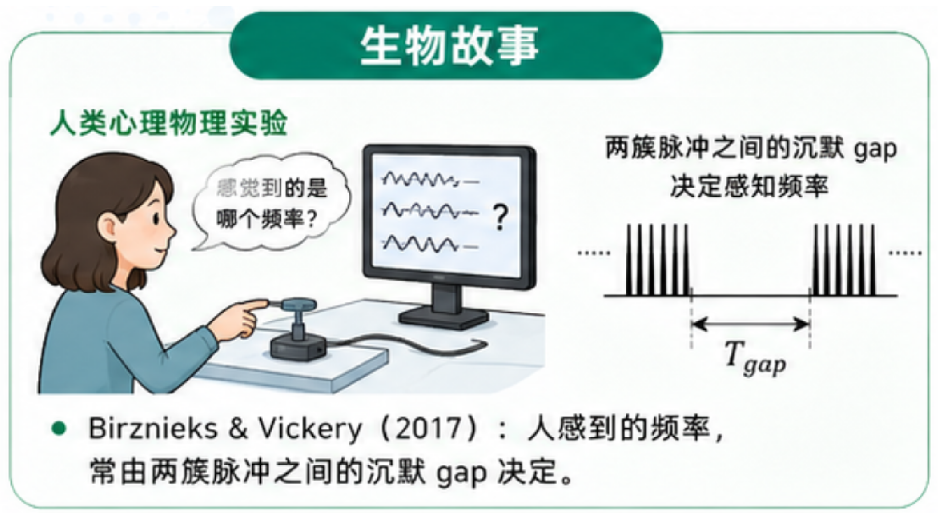 生物故事
人类心理物理实验
感觉到的是
哪个频率？
?
两簇脉冲之间的沉默 gap
决定感知频率
..... .....
T_gap
• Birznieks & Vickery（2017）：人感到的频率，
常由两簇脉冲之间的沉默 gap 决定。